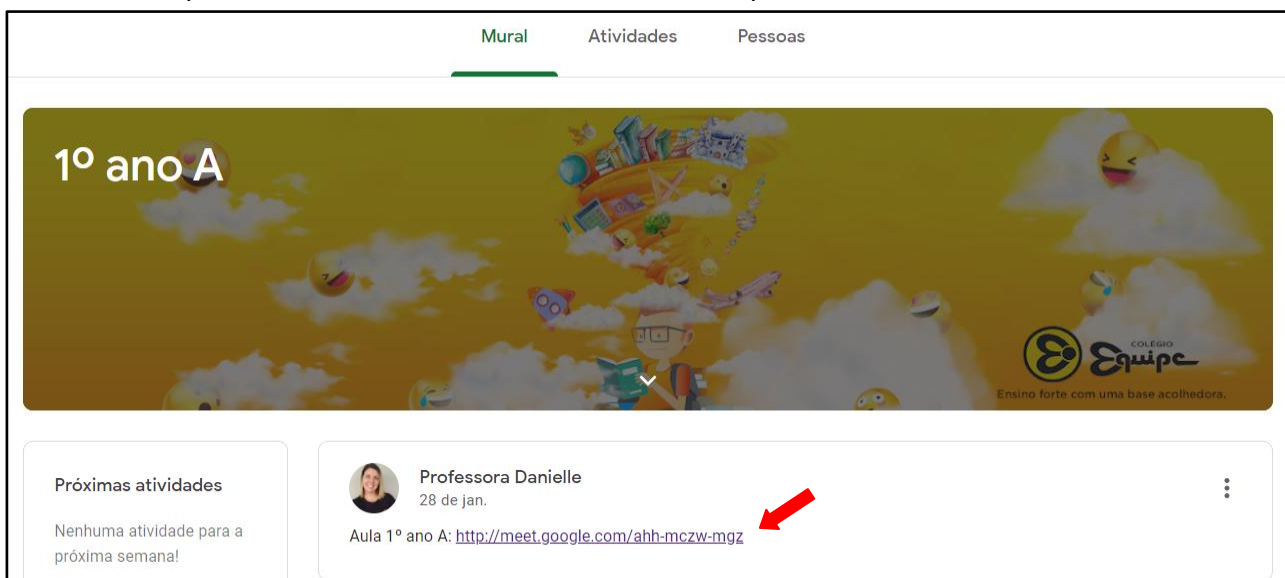 Mural Atividades Pessoas
1º ano A
COLÉGIO
Equipe
Ensino forte com uma base acolhedora.
Próximas atividades
Nenhuma atividade para a
próxima semana!
Professora Danielle
28 de jan.
Aula 1º ano A: http://meet.google.com/ahh-mczw-mgz